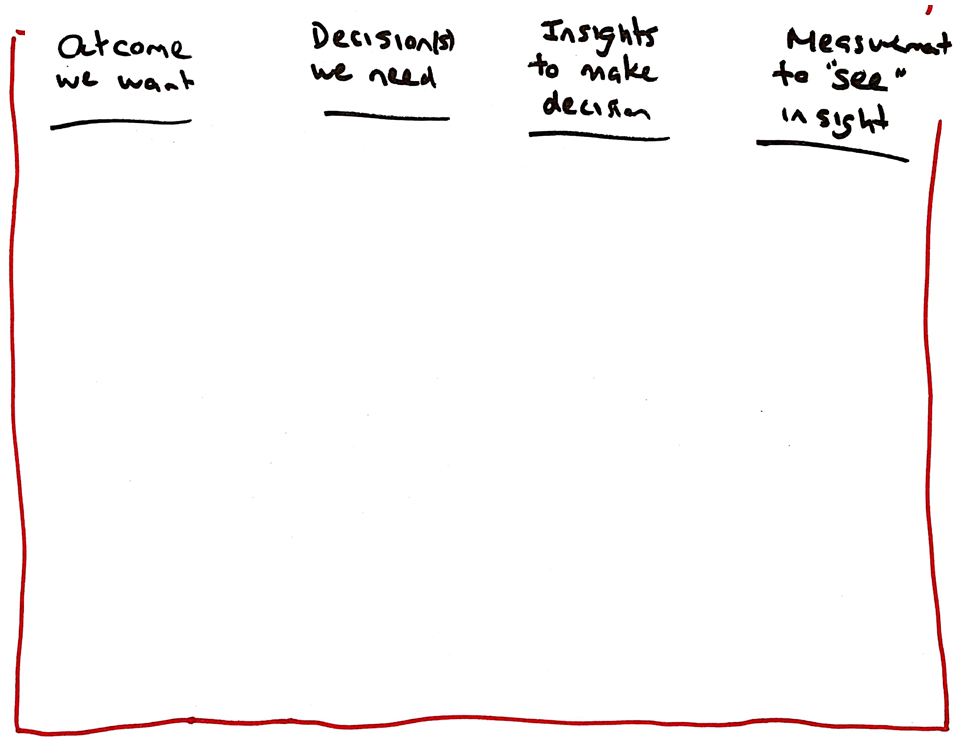 Outcome
we want
Decision(s)
we need
Insights
to make
decision
Measurement
to "see"
insight